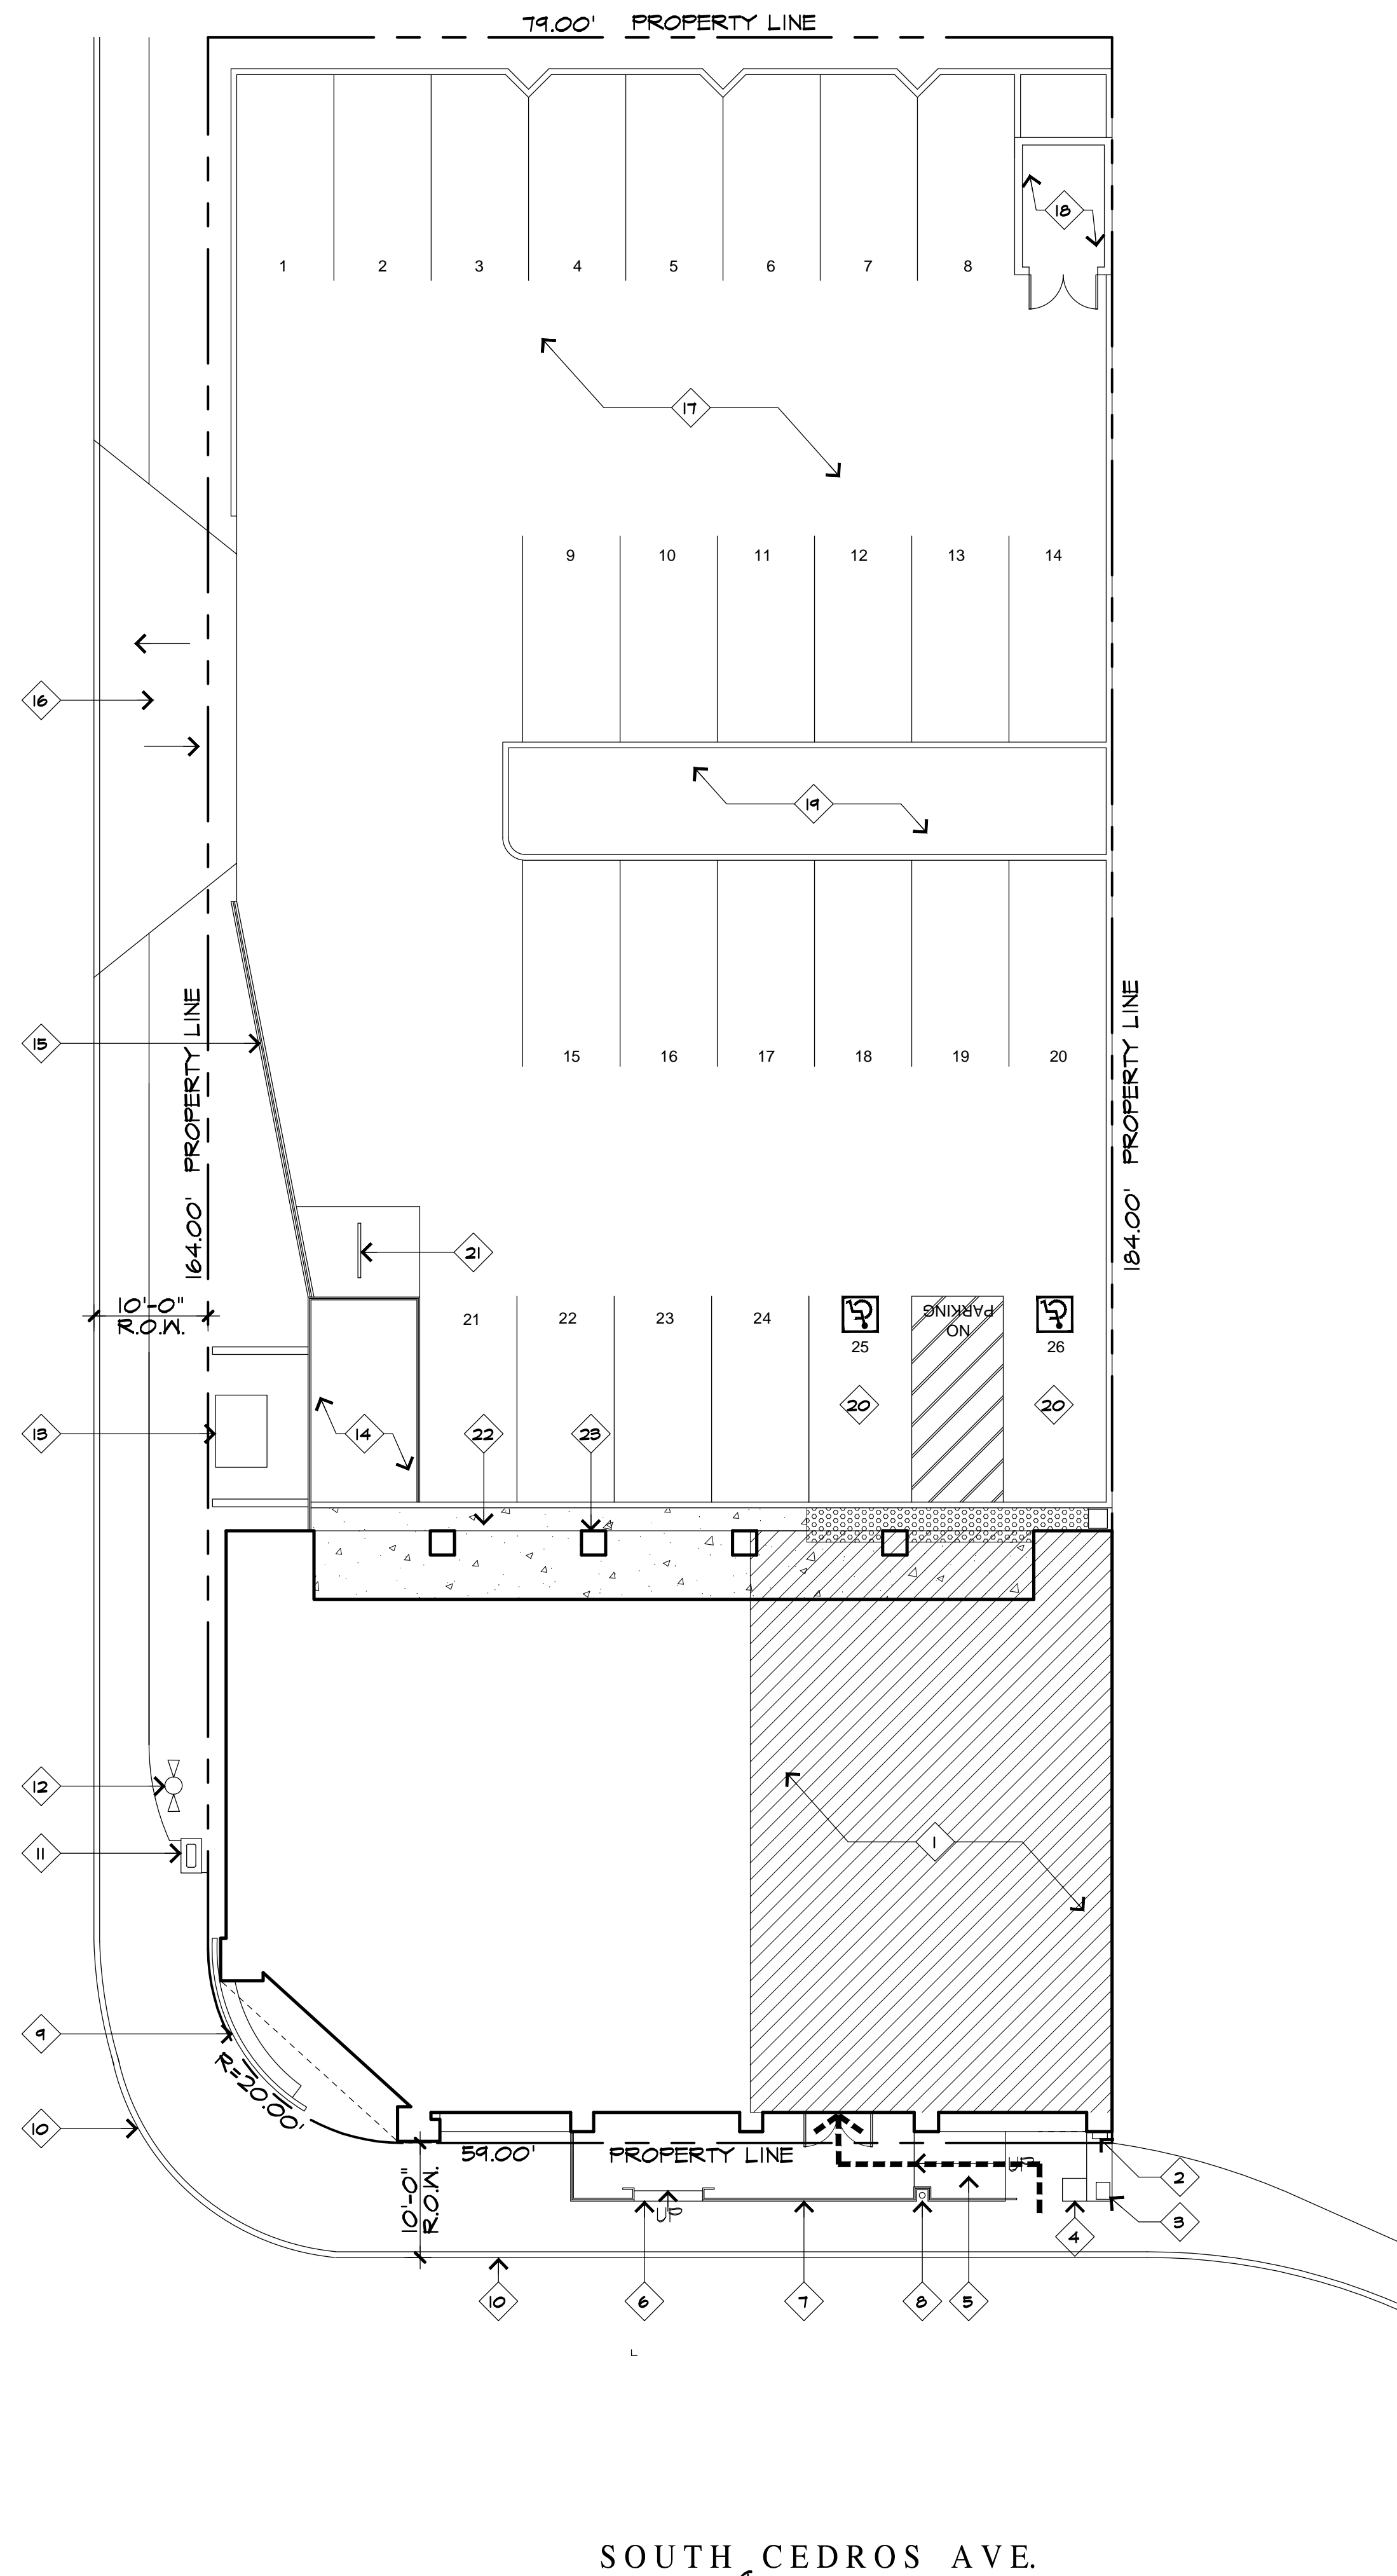 79.00' PROPERTY LINE
18
1 2 3 4 5 6 7 8
17
9 10 11 12 13 14
16
19
164.00' PROPERTY LINE
184.00' PROPERTY LINE
15
15 16 17 18 19 20
21
10'-0"
R.O.W.
21 22 23 24 25 26
NO
PARKING
13
14
22
23
20
20
12
1
11
9
R=20.00'
10
59.00' PROPERTY LINE
10'-0"
R.O.W.
UP
UP
2
3
4
10
6
7
8
5
SOUTH CEDROS AVE.